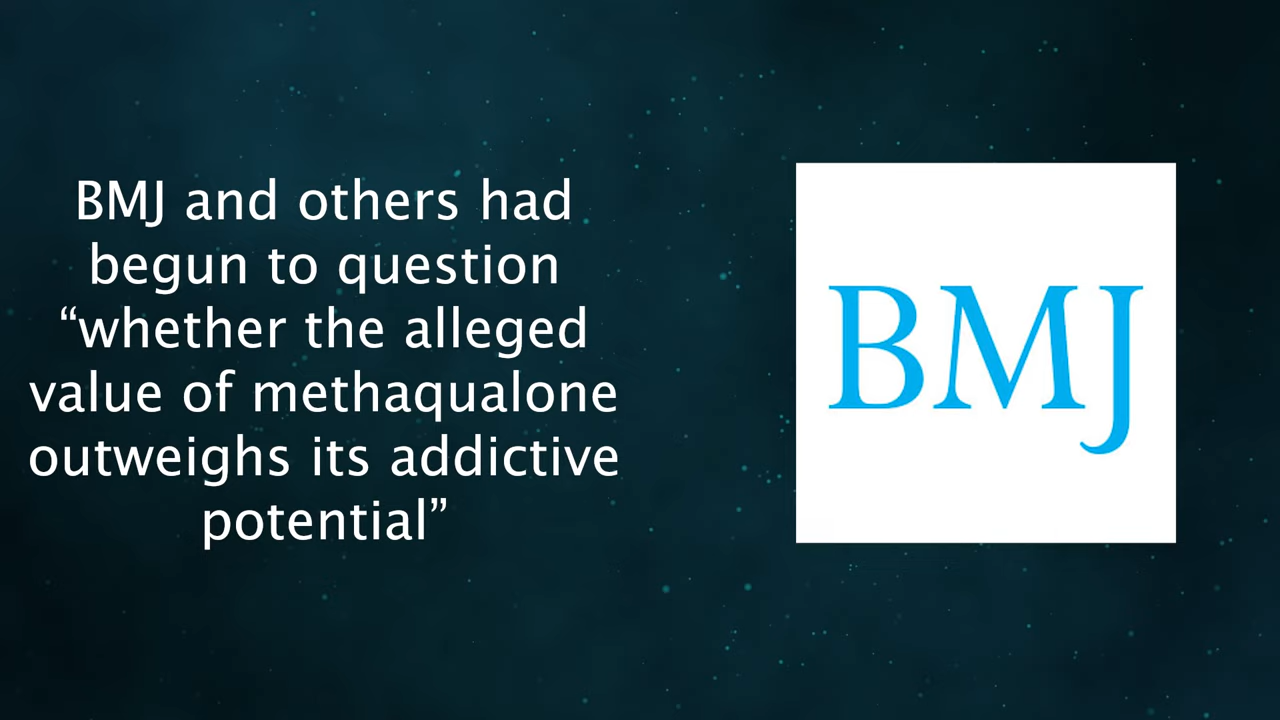 BMJ and others had
begun to question
“whether the alleged
value of methaqualone
outweighs its addictive
potential”
BMJ